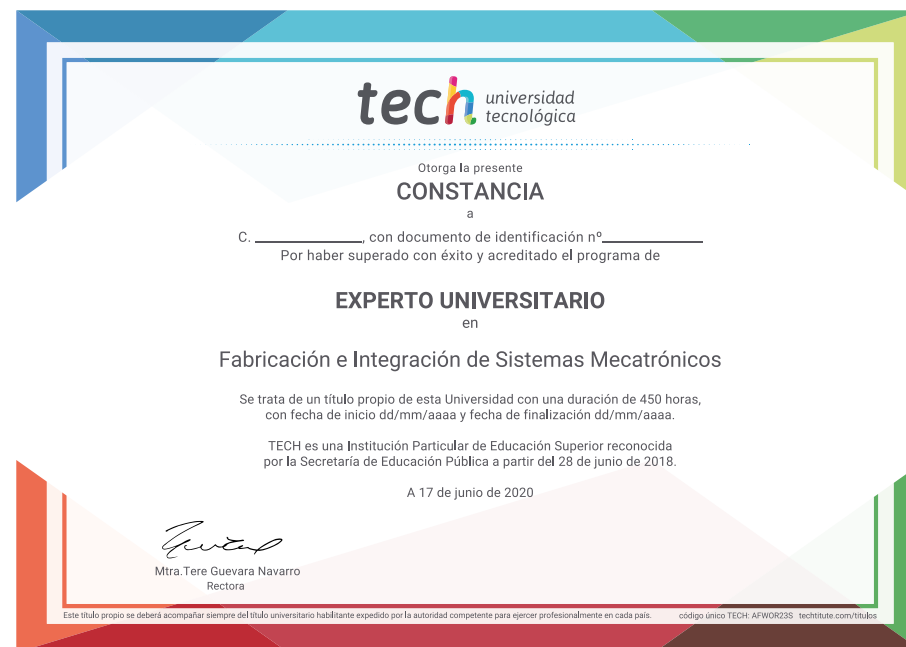 tech universidad
tecnológica
Otorga la presente
CONSTANCIA
a
C. ____________, con documento de identificación nº____________
Por haber superado con éxito y acreditado el programa de
EXPERTO UNIVERSITARIO
en
Fabricación e Integración de Sistemas Mecatrónicos
Se trata de un título propio de esta Universidad con una duración de 450 horas,
con fecha de inicio dd/mm/aaaa y fecha de finalización dd/mm/aaaa.
TECH es una Institución Particular de Educación Superior reconocida
por la Secretaría de Educación Pública a partir del 28 de junio de 2018.
A 17 de junio de 2020
Mtra.Tere Guevara Navarro
Rectora
Este título propio se deberá acompañar siempre del título universitario habilitante expedido por la autoridad competente para ejercer profesionalmente en cada país. código único TECH: AFWOR23S techtitute.com/titulos